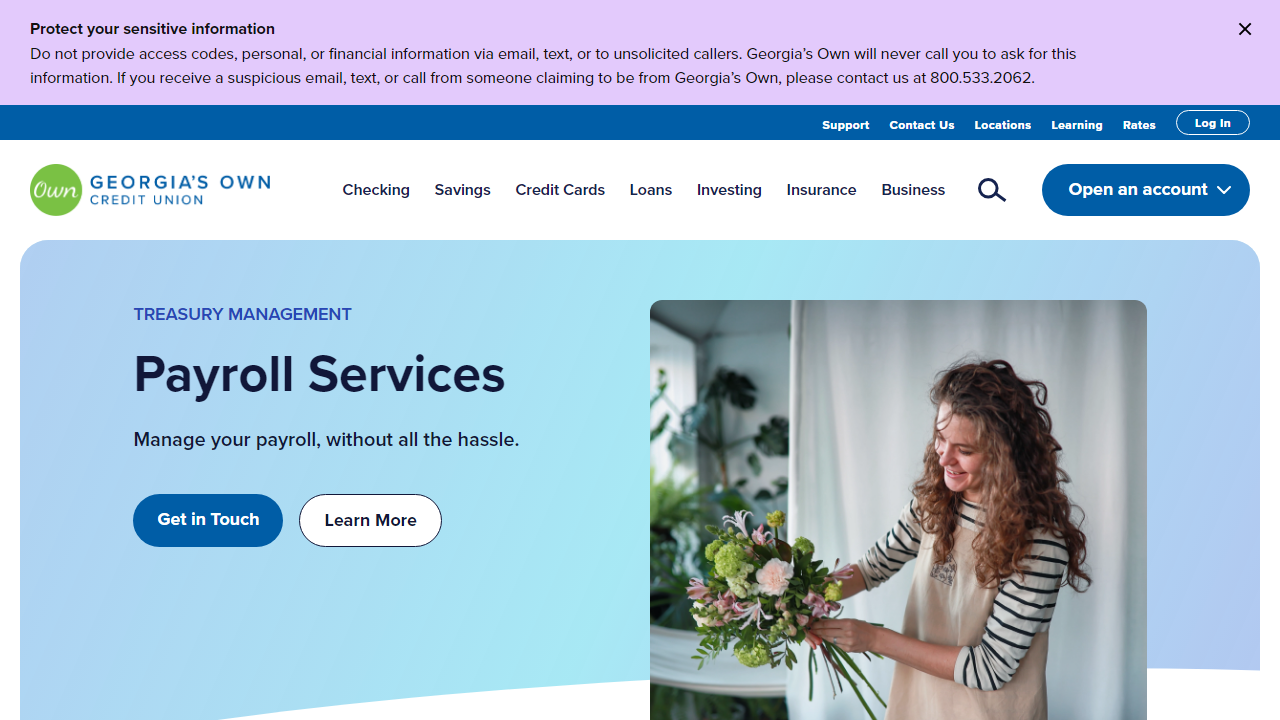 Protect your sensitive information
Do not provide access codes, personal, or financial information via email, text, or to unsolicited callers. Georgia’s Own will never call you to ask for this
information. If you receive a suspicious email, text, or call from someone claiming to be from Georgia’s Own, please contact us at 800.533.2062.
Support Contact Us Locations Learning Rates Log In
Own GEORGIA’S OWN
CREDIT UNION
Checking Savings Credit Cards Loans Investing Insurance Business Open an account
TREASURY MANAGEMENT
Payroll Services
Manage your payroll, without all the hassle.
Get in Touch Learn More